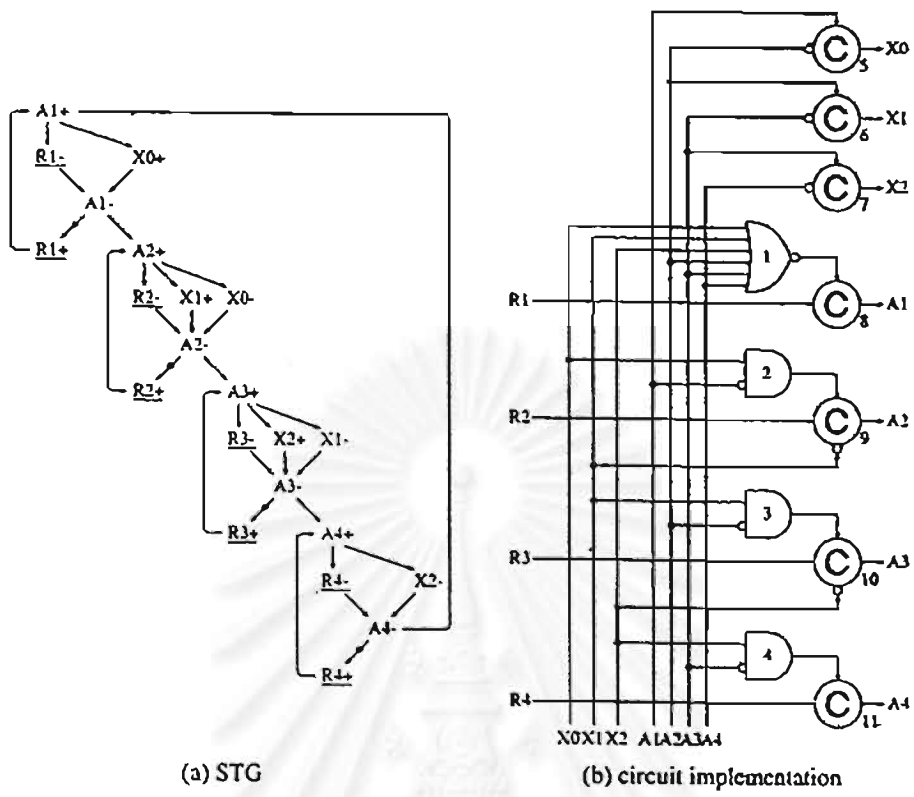 A1+
R1- X0+
A1-
R1+
A2+
R2- X1+ X0-
A2-
R2+
A3+
R3- X2+ X1-
A3-
R3+
A4+
R4- X2-
A4-
R4+
(a) STG
C 5 X0
C 6 X1
C 7 X2
1
R1 C 8 A1
2
R2 C 9 A2
3
R3 C 10 A3
4
R4 C 11 A4
X0 X1 X2 A1 A2 A3 A4
(b) circuit implementation